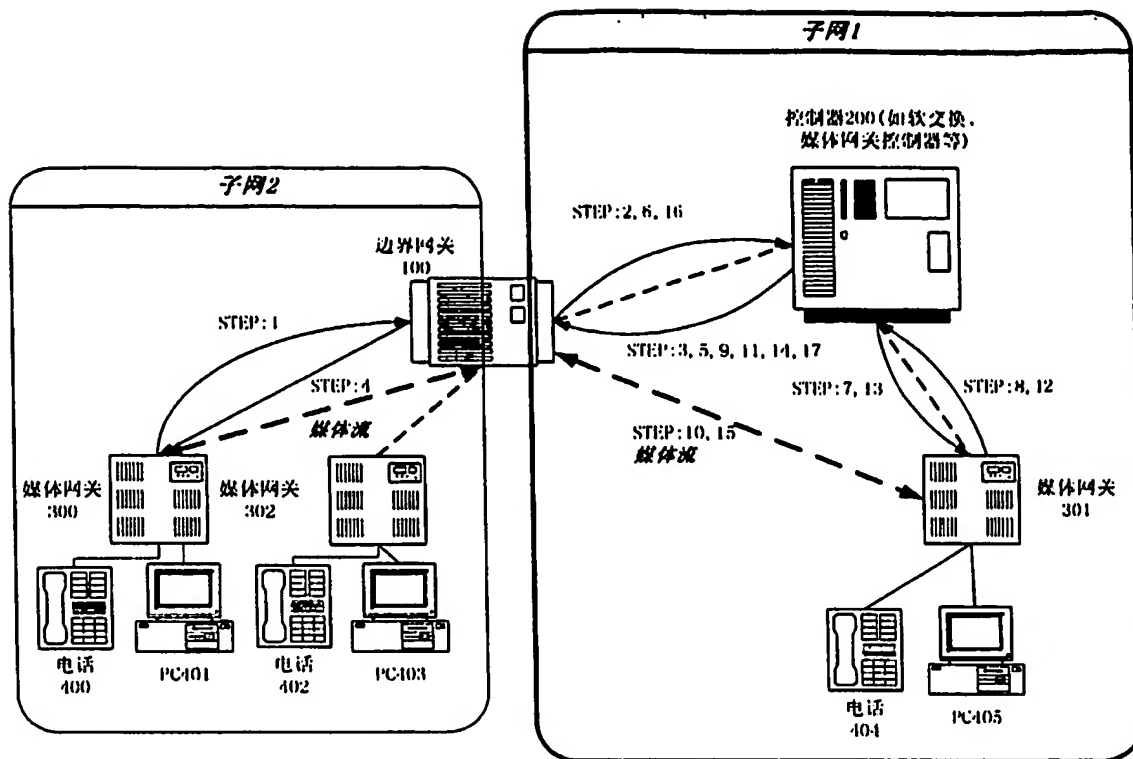 子网1
控制器200(如软交换、
媒体网关控制器等)
子网2
STEP:2, 6, 16
边界网关
100
STEP:1
STEP:3, 5, 9, 11, 14, 17
STEP:4
STEP:7, 13
STEP:8, 12
媒体流
STEP:10, 15
媒体流
媒体网关
300
媒体网关
302
媒体网关
301
电话
400
PC401
电话
402
PC403
电话
404
PC405